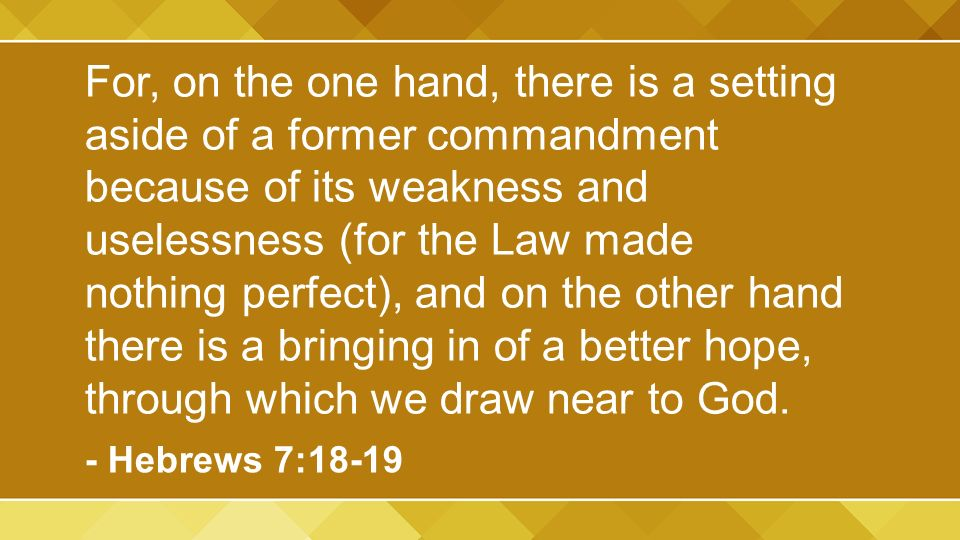 For, on the one hand, there is a setting
aside of a former commandment
because of its weakness and
uselessness (for the Law made
nothing perfect), and on the other hand
there is a bringing in of a better hope,
through which we draw near to God.
- Hebrews 7:18-19